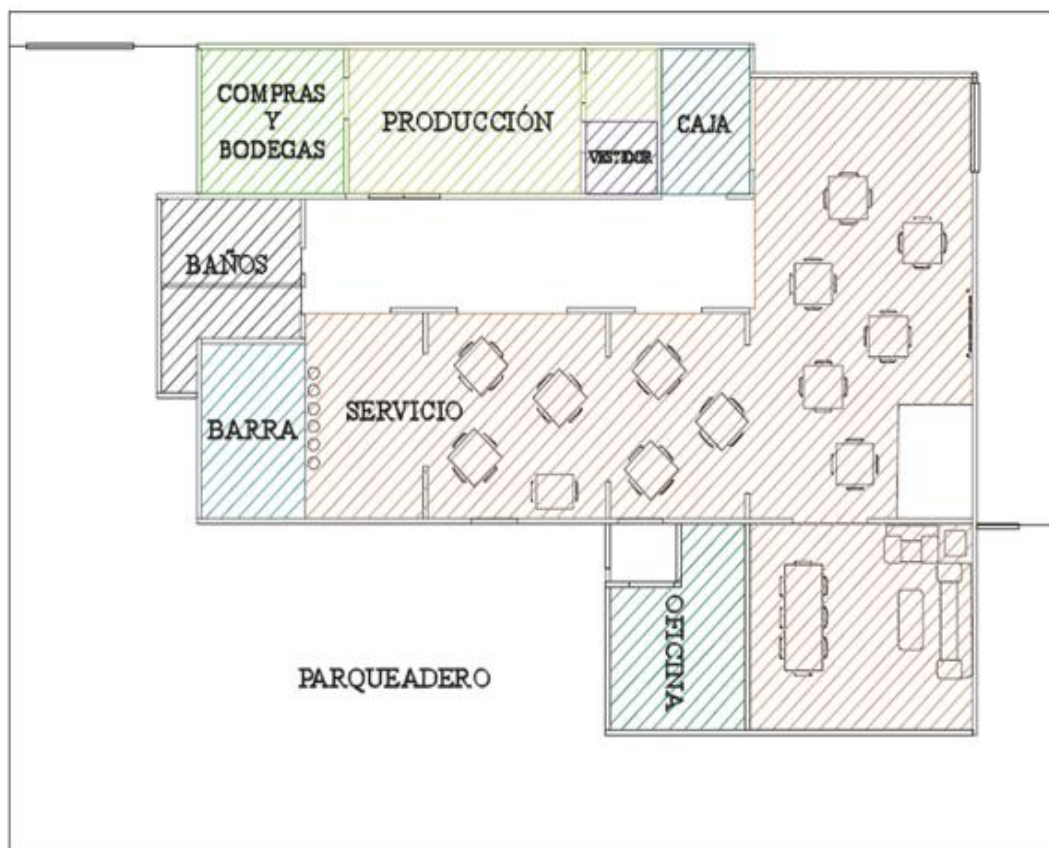 COMPRAS
Y
BODEGAS
PRODUCCIÓN
VESTIDOR
CAJA
BAÑOS
BARRA
SERVICIO
OFICINA
PARQUEADERO